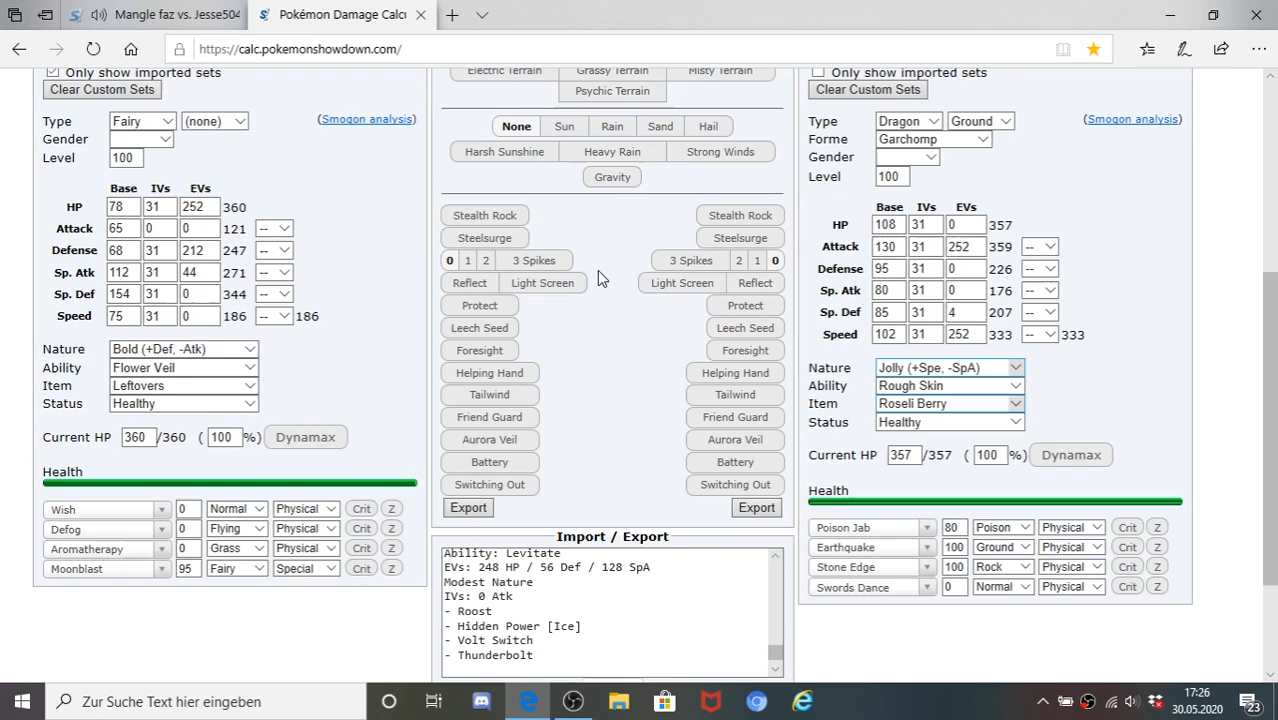 Mangle faz vs. Jesse504
Pokémon Damage Calcu
https://calc.pokemonshowdown.com/
Only show imported sets
Clear Custom Sets
Type Fairy (none) (Smogon analysis)
Gender
Level 100
Base IVs EVs
HP 78 31 252 360
Attack 65 0 0 121 --
Defense 68 31 212 247 --
Sp. Atk 112 31 44 271 --
Sp. Def 154 31 0 344 --
Speed 75 31 0 186 -- 186
Nature Bold (+Def, -Atk)
Ability Flower Veil
Item Leftovers
Status Healthy
Current HP 360 /360 ( 100 %) Dynamax
Health
Wish 0 Normal Physical Crit Z
Defog 0 Flying Physical Crit Z
Aromatherapy 0 Grass Physical Crit Z
Moonblast 95 Fairy Special Crit Z
Electric Terrain Grassy Terrain Misty Terrain
Psychic Terrain
None Sun Rain Sand Hail
Harsh Sunshine Heavy Rain Strong Winds
Gravity
Stealth Rock Stealth Rock
Steelsurge Steelsurge
0 1 2 3 Spikes 3 Spikes 2 1 0
Reflect Light Screen Light Screen Reflect
Protect Protect
Leech Seed Leech Seed
Foresight Foresight
Helping Hand Helping Hand
Tailwind Tailwind
Friend Guard Friend Guard
Aurora Veil Aurora Veil
Battery Battery
Switching Out Switching Out
Export Export
Import / Export
Ability: Levitate
EVs: 248 HP / 56 Def / 128 SpA
Modest Nature
IVs: 0 Atk
- Roost
- Hidden Power [Ice]
- Volt Switch
- Thunderbolt
Only show imported sets
Clear Custom Sets
Type Dragon Ground (Smogon analysis)
Forme Garchomp
Gender
Level 100
Base IVs EVs
HP 108 31 0 357
Attack 130 31 252 359 --
Defense 95 31 0 226 --
Sp. Atk 80 31 0 176 --
Sp. Def 85 31 4 207 --
Speed 102 31 252 333 -- 333
Nature Jolly (+Spe, -SpA)
Ability Rough Skin
Item Roseli Berry
Status Healthy
Current HP 357 /357 ( 100 %) Dynamax
Health
Poison Jab 80 Poison Physical Crit Z
Earthquake 100 Ground Physical Crit Z
Stone Edge 100 Rock Physical Crit Z
Swords Dance 0 Normal Physical Crit Z
Zur Suche Text hier eingeben
17:26
30.05.2020
23